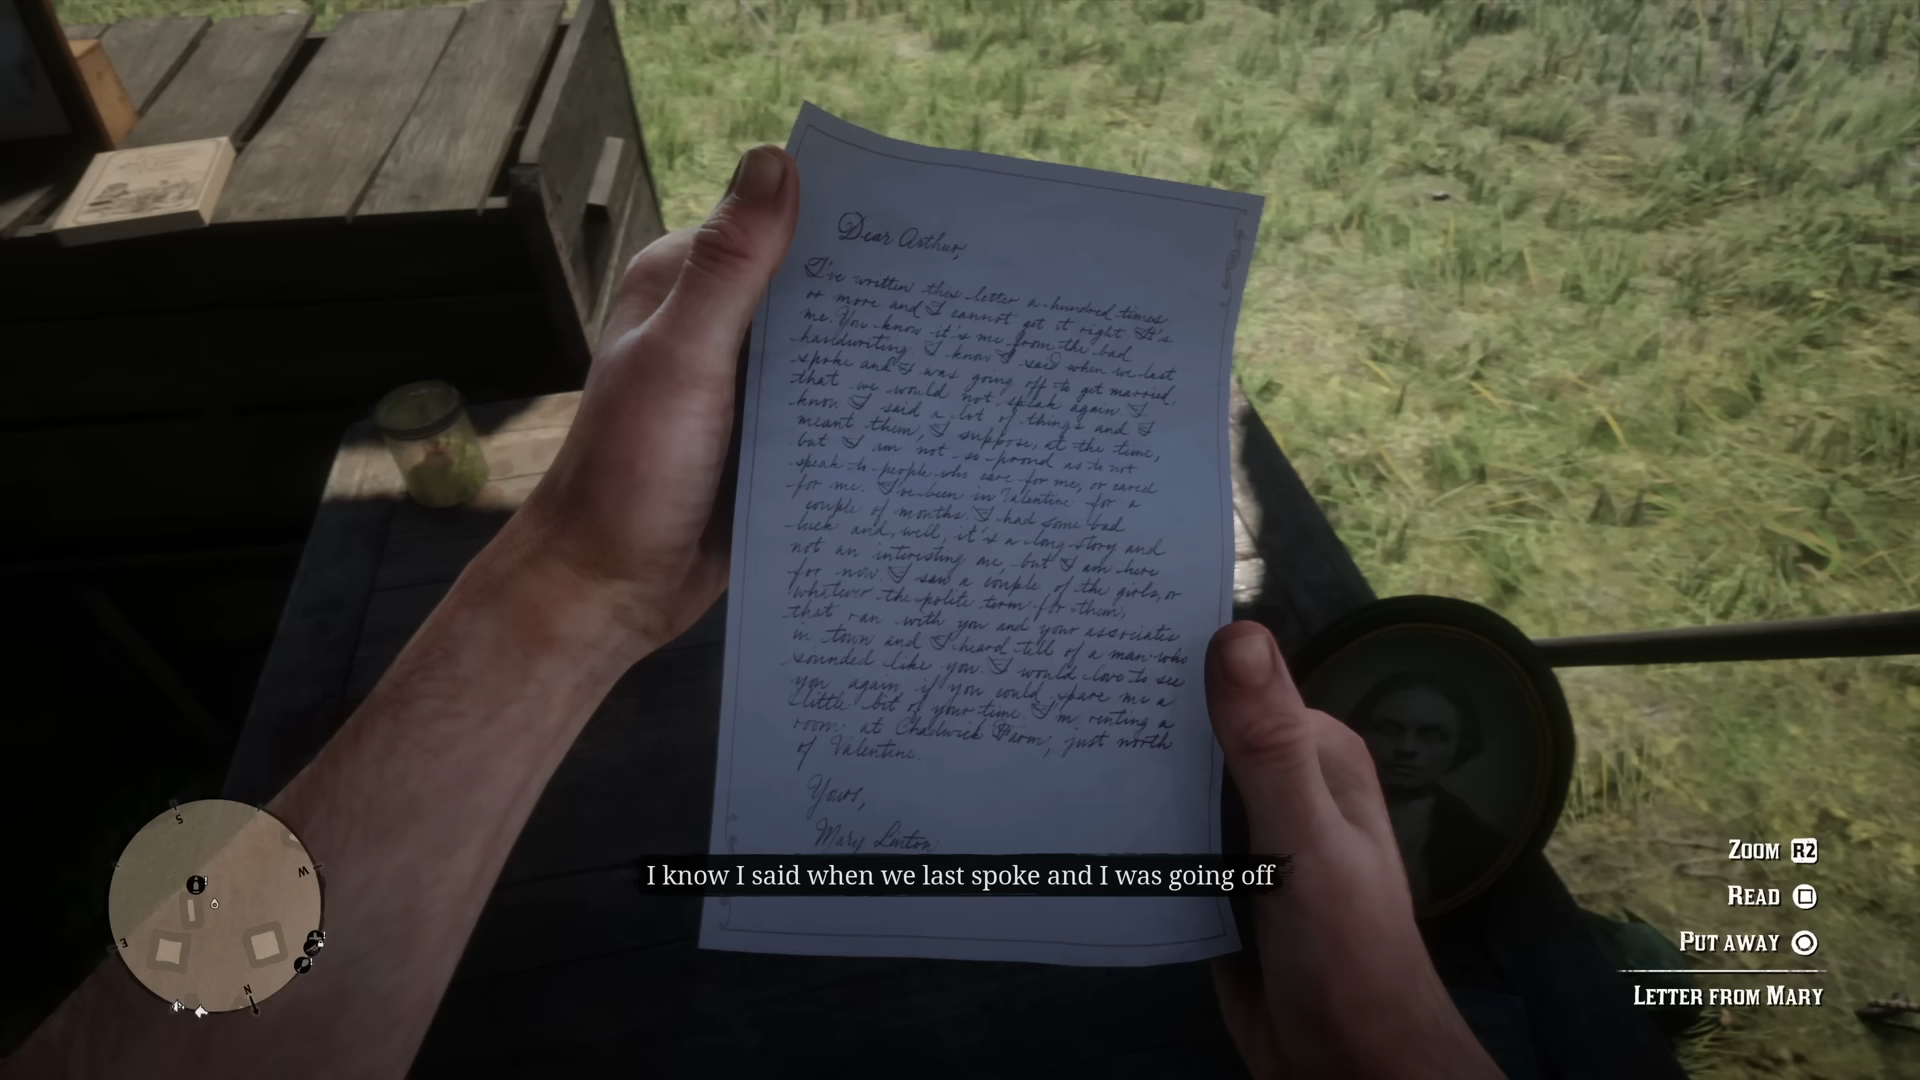 Dear Arthur,
I've written this letter a hundred times
or more and I cannot get it right. It's
me. You know it's me from the bad
handwriting. I know I said when we last
spoke and I was going off to get married,
that we would not speak again. I
know I said a lot of things and I
meant them, I suppose, at the time,
but I am not so proud as to not
speak to people who care for me, or cared
for me. I've been in Valentine for a
couple of months. I had some bad
luck and, well, it's a long story and
not an interesting one, but I am here
for now. I saw a couple of the girls, or
whatever the polite term for them,
that ran with you and your associates
in town and I heard tell of a man who
sounded like you. I would love to see
you again if you could spare me a
little bit of your time. I'm renting a
room at Chadwick Farm, just north
of Valentine.
Yours,
Mary Linton
I know I said when we last spoke and I was going off
S
W
E
N
ZOOM R2
READ
PUT AWAY
LETTER FROM MARY